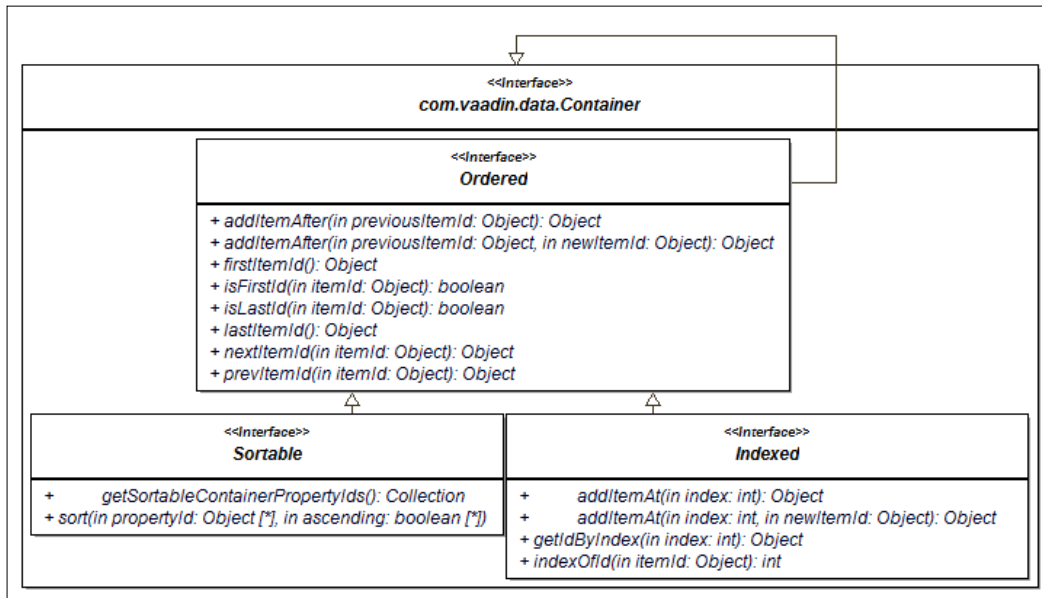 <<Interface>>
com.vaadin.data.Container
<<Interface>>
Ordered
+ addItemAfter(in previousItemId: Object): Object
+ addItemAfter(in previousItemId: Object, in newItemId: Object): Object
+ firstItemId(): Object
+ isFirstId(in itemId: Object): boolean
+ isLastId(in itemId: Object): boolean
+ lastItemId(): Object
+ nextItemId(in itemId: Object): Object
+ prevItemId(in itemId: Object): Object
<<Interface>>
Sortable
+ getSortableContainerPropertyIds(): Collection
+ sort(in propertyId: Object [*], in ascending: boolean [*])
<<Interface>>
Indexed
+ addItemAt(in index: int): Object
+ addItemAt(in index: int, in newItemId: Object): Object
+ getIdByIndex(in index: int): Object
+ indexOfId(in itemId: Object): int